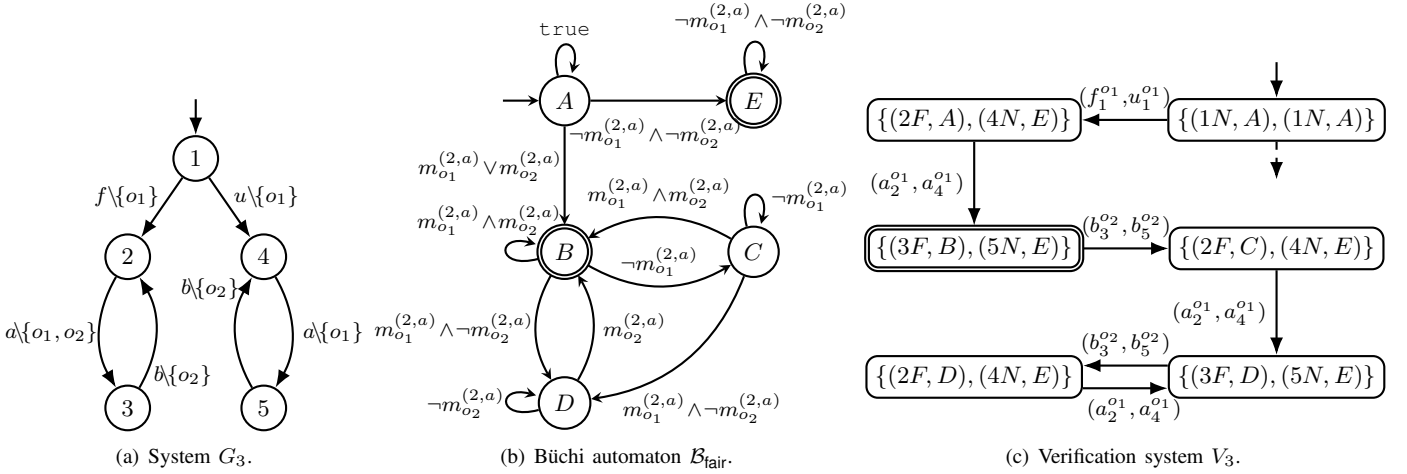 1
f\{o₁}
u\{o₁}
2
4
b\{o₂}
a\{o₁, o₂}
a\{o₁}
b\{o₂}
3
5
(a) System G₃.
true
¬m_{o₁}^{(2,a)}∧¬m_{o₂}^{(2,a)}
A
E
¬m_{o₁}^{(2,a)}∧¬m_{o₂}^{(2,a)}
m_{o₁}^{(2,a)}∨m_{o₂}^{(2,a)}
m_{o₁}^{(2,a)}∧m_{o₂}^{(2,a)}
¬m_{o₁}^{(2,a)}
m_{o₁}^{(2,a)}∧m_{o₂}^{(2,a)}
B
C
¬m_{o₁}^{(2,a)}
m_{o₁}^{(2,a)}∧¬m_{o₂}^{(2,a)}
m_{o₂}^{(2,a)}
¬m_{o₂}^{(2,a)}
D
m_{o₁}^{(2,a)}∧¬m_{o₂}^{(2,a)}
(b) Büchi automaton 𝓑_{fair}.
{(2F, A), (4N, E)}
(f₁^{o₁},u₁^{o₁})
{(1N, A), (1N, A)}
(a₂^{o₁},a₄^{o₁})
{(3F, B), (5N, E)}
(b₃^{o₂},b₅^{o₂})
{(2F, C), (4N, E)}
(a₂^{o₁},a₄^{o₁})
{(2F, D), (4N, E)}
(b₃^{o₂},b₅^{o₂})
(a₂^{o₁},a₄^{o₁})
{(3F, D), (5N, E)}
(c) Verification system V₃.